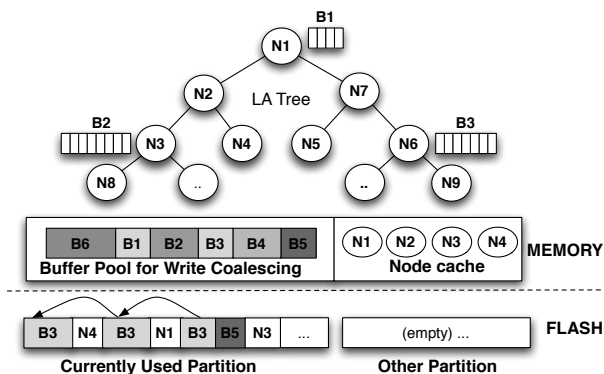 B1
N1
N2
LA Tree
N7
B2
B3
N3
N4
N5
N6
N8
..
..
N9
B6 B1 B2 B3 B4 B5
N1 N2 N3 N4
Buffer Pool for Write Coalescing
Node cache
MEMORY
B3 N4 B3 N1 B3 B5 N3 ...
(empty) ...
FLASH
Currently Used Partition
Other Partition